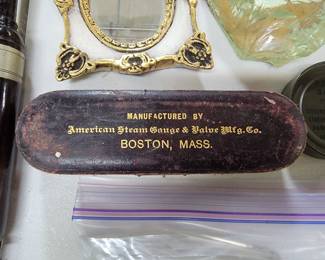 MANUFACTURED BY
American Steam Gauge & Valve Mfg. Co.
BOSTON, MASS.